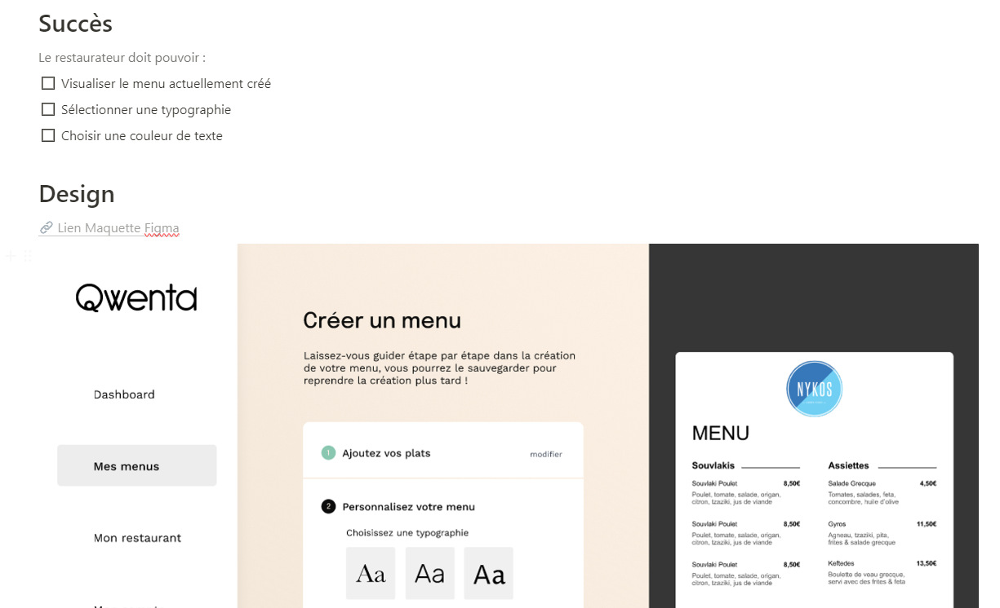 Succès
Le restaurateur doit pouvoir :
Visualiser le menu actuellement créé
Sélectionner une typographie
Choisir une couleur de texte
Design
Lien Maquette Figma
Qwenta
Dashboard
Mes menus
Mon restaurant
Créer un menu
Laissez-vous guider étape par étape dans la création
de votre menu, vous pourrez le sauvegarder pour
reprendre la création plus tard !
1 Ajoutez vos plats modifier
2 Personnalisez votre menu
Choisissez une typographie
Aa Aa Aa
NYKOS
MENU
Souvlakis
Souvlaki Poulet 8,50€
Poulet, tomate, salade, origan,
citron, tzaziki, jus de viande
Souvlaki Poulet 8,50€
Poulet, tomate, salade, origan,
citron, tzaziki, jus de viande
Souvlaki Poulet 8,50€
Poulet, tomate, salade, origan,
citron, tzaziki, jus de viande
Assiettes
Salade Grecque 4,50€
Tomates, salades, feta,
concombre, huile d'olive
Gyros 11,50€
Agneau, tzaziki, pita,
frites & salade grecque
Keftedes 13,50€
Boulette de veau grecque,
servi avec des frites & feta